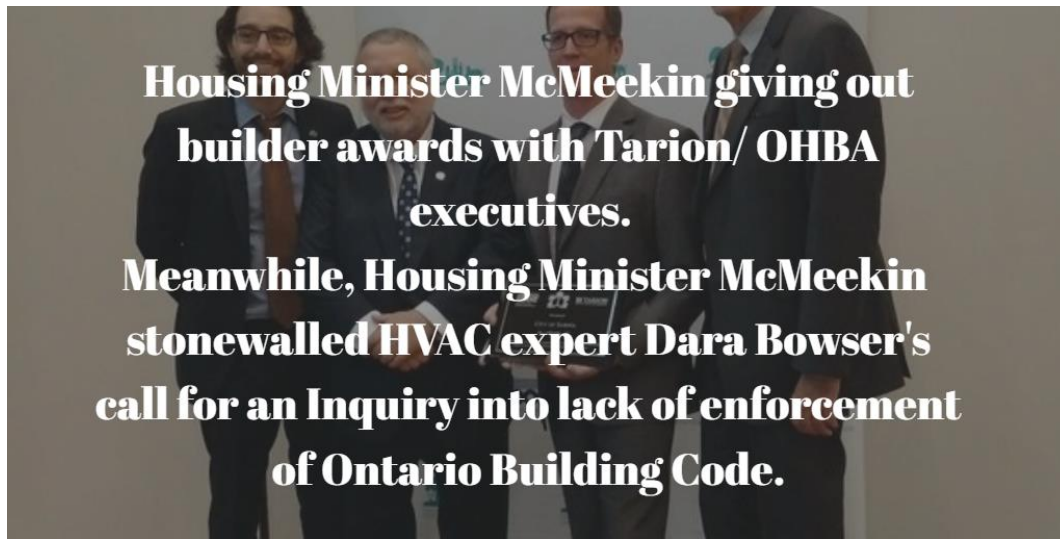 Housing Minister McMeekin giving out
builder awards with Tarion/ OHBA
executives.
Meanwhile, Housing Minister McMeekin
stonewalled HVAC expert Dara Bowser's
call for an Inquiry into lack of enforcement
of Ontario Building Code.